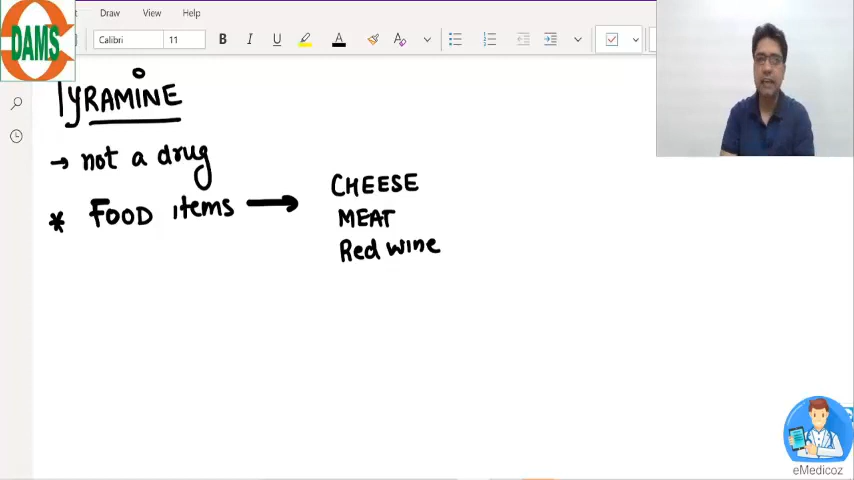 DAMS
Draw View Help
Calibri 11 B I U A
TyRAMINE
→ not a drug
* FOOD items → CHEESE
MEAT
Red wine
eMedicoz